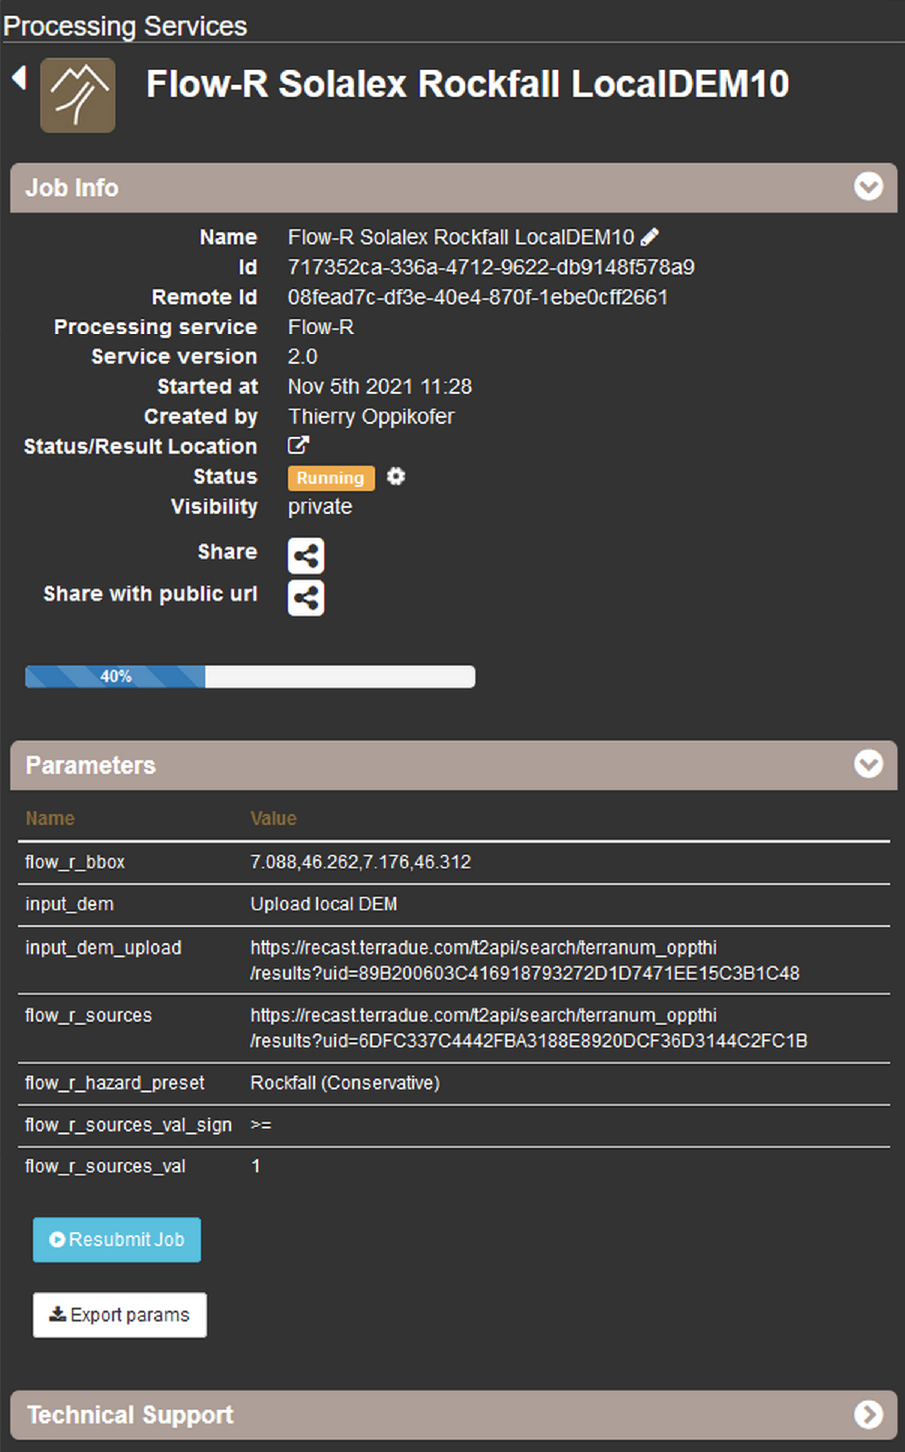 Processing Services
Flow-R Solalex Rockfall LocalDEM10
Job Info
Name Flow-R Solalex Rockfall LocalDEM10
Id 717352ca-336a-4712-9622-db9148f578a9
Remote Id 08fead7c-df3e-40e4-870f-1ebe0cff2661
Processing service Flow-R
Service version 2.0
Started at Nov 5th 2021 11:28
Created by Thierry Oppikofer
Status/Result Location
Status Running
Visibility private
Share
Share with public url
40%
Parameters
Name Value
flow_r_bbox 7.088,46.262,7.176,46.312
input_dem Upload local DEM
input_dem_upload https://recast.terradue.com/t2api/search/terranum_oppthi
/results?uid=89B200603C416918793272D1D7471EE15C3B1C48
flow_r_sources https://recast.terradue.com/t2api/search/terranum_oppthi
/results?uid=6DFC337C4442FBA3188E8920DCF36D3144C2FC1B
flow_r_hazard_preset Rockfall (Conservative)
flow_r_sources_val_sign >=
flow_r_sources_val 1
Resubmit Job
Export params
Technical Support